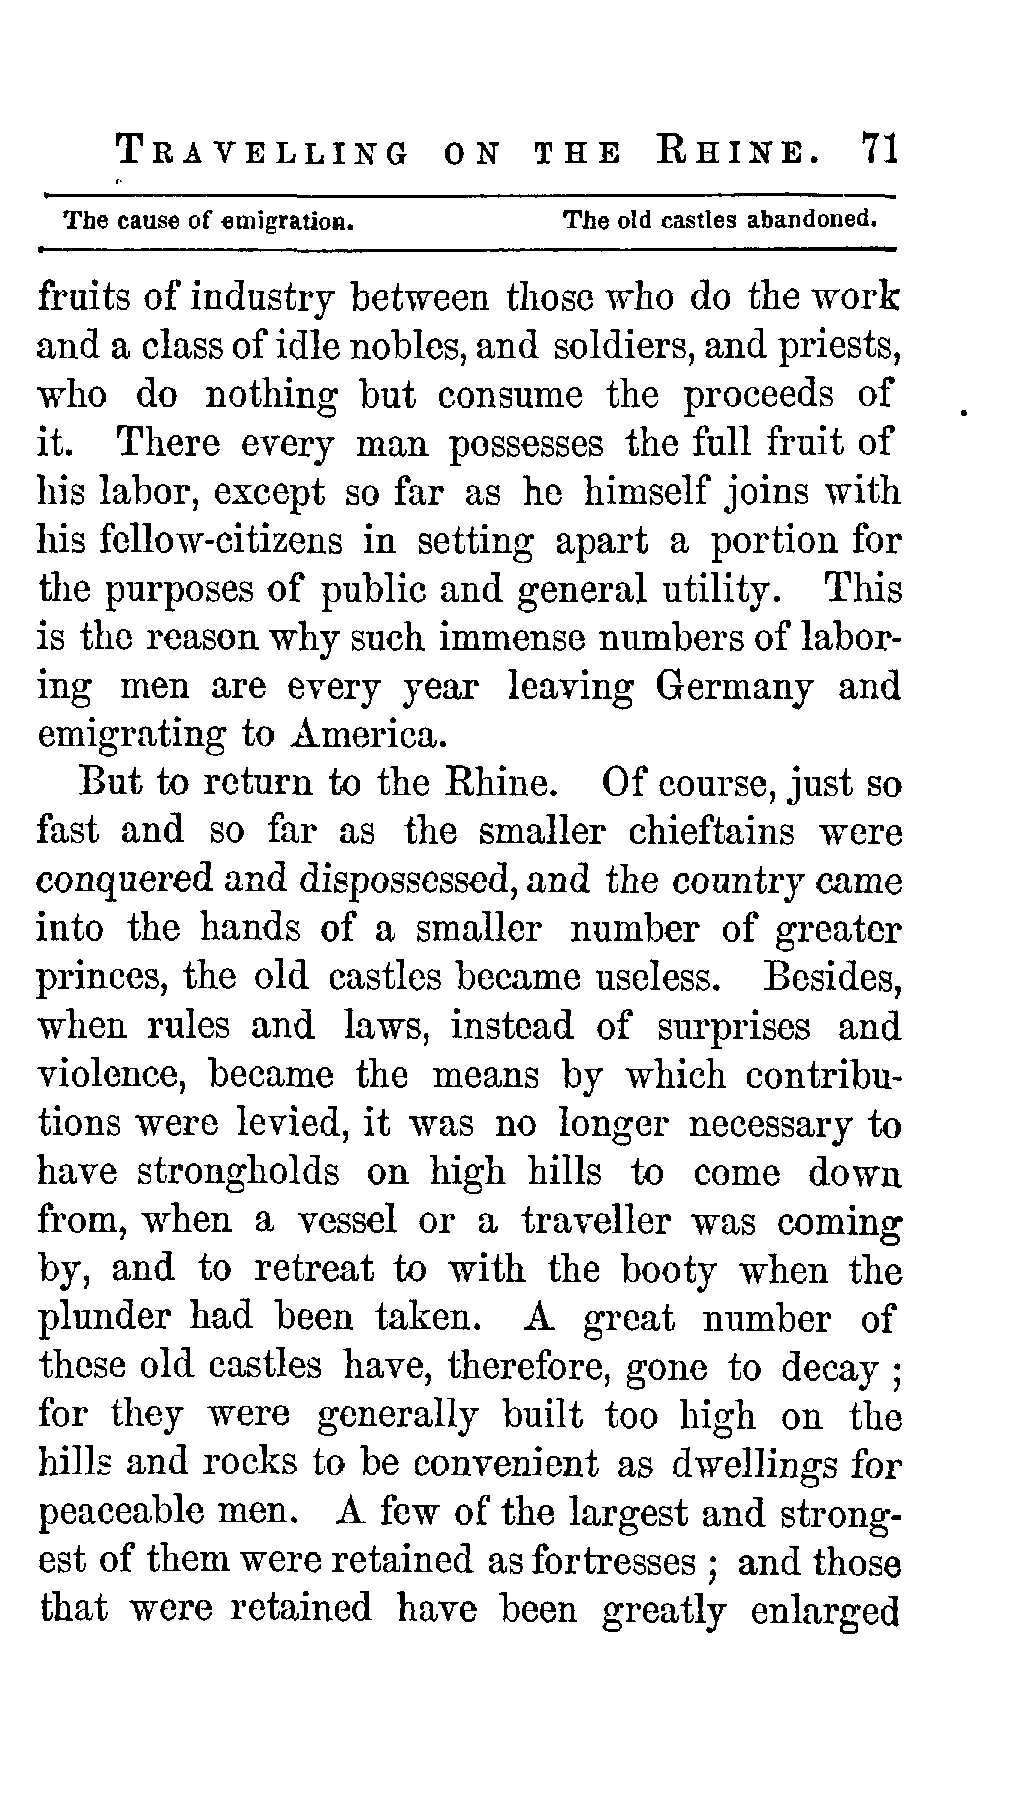 TRAVELLING ON THE RHINE. 71
The cause of emigration. The old castles abandoned.
fruits of industry between those who do the work
and a class of idle nobles, and soldiers, and priests,
who do nothing but consume the proceeds of
it. There every man possesses the full fruit of
his labor, except so far as he himself joins with
his fellow-citizens in setting apart a portion for
the purposes of public and general utility. This
is the reason why such immense numbers of labor-
ing men are every year leaving Germany and
emigrating to America.
But to return to the Rhine. Of course, just so
fast and so far as the smaller chieftains were
conquered and dispossessed, and the country came
into the hands of a smaller number of greater
princes, the old castles became useless. Besides,
when rules and laws, instead of surprises and
violence, became the means by which contribu-
tions were levied, it was no longer necessary to
have strongholds on high hills to come down
from, when a vessel or a traveller was coming
by, and to retreat to with the booty when the
plunder had been taken. A great number of
these old castles have, therefore, gone to decay ;
for they were generally built too high on the
hills and rocks to be convenient as dwellings for
peaceable men. A few of the largest and strong-
est of them were retained as fortresses ; and those
that were retained have been greatly enlarged